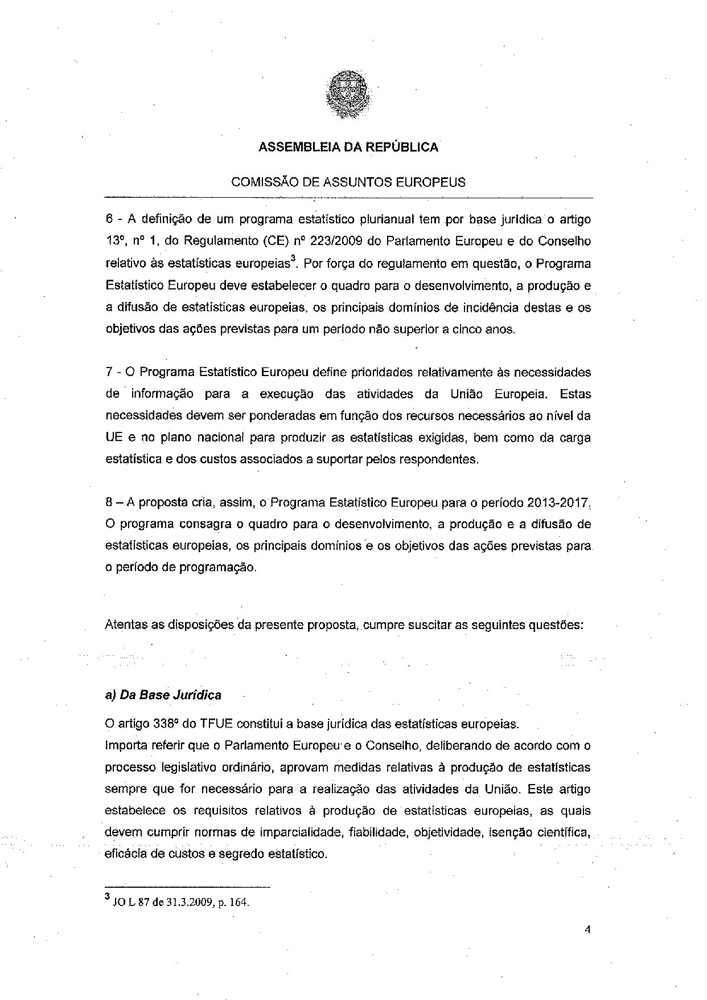 ASSEMBLEIA DA REPÚBLICA
COMISSÃO DE ASSUNTOS EUROPEUS
6 - A definição de um programa estatístico plurianual tem por base jurídica o artigo
13º, nº 1, do Regulamento (CE) nº 223/2009 do Parlamento Europeu e do Conselho
relativo às estatísticas europeias³. Por força do regulamento em questão, o Programa
Estatístico Europeu deve estabelecer o quadro para o desenvolvimento, a produção e
a difusão de estatísticas europeias, os principais domínios de incidência destas e os
objetivos das ações previstas para um período não superior a cinco anos.
7 - O Programa Estatístico Europeu define prioridades relativamente às necessidades
de informação para a execução das atividades da União Europeia. Estas
necessidades devem ser ponderadas em função dos recursos necessários ao nível da
UE e no plano nacional para produzir as estatísticas exigidas, bem como da carga
estatística e dos custos associados a suportar pelos respondentes.
8 – A proposta cria, assim, o Programa Estatístico Europeu para o período 2013-2017.
O programa consagra o quadro para o desenvolvimento, a produção e a difusão de
estatísticas europeias, os principais domínios e os objetivos das ações previstas para
o período de programação.
Atentas as disposições da presente proposta, cumpre suscitar as seguintes questões:
a) Da Base Jurídica
O artigo 338º do TFUE constitui a base jurídica das estatísticas europeias.
Importa referir que o Parlamento Europeu e o Conselho, deliberando de acordo com o
processo legislativo ordinário, aprovam medidas relativas à produção de estatísticas
sempre que for necessário para a realização das atividades da União. Este artigo
estabelece os requisitos relativos à produção de estatísticas europeias, as quais
devem cumprir normas de imparcialidade, fiabilidade, objetividade, isenção científica,
eficácia de custos e segredo estatístico.
³ JO L 87 de 31.3.2009, p. 164.
4